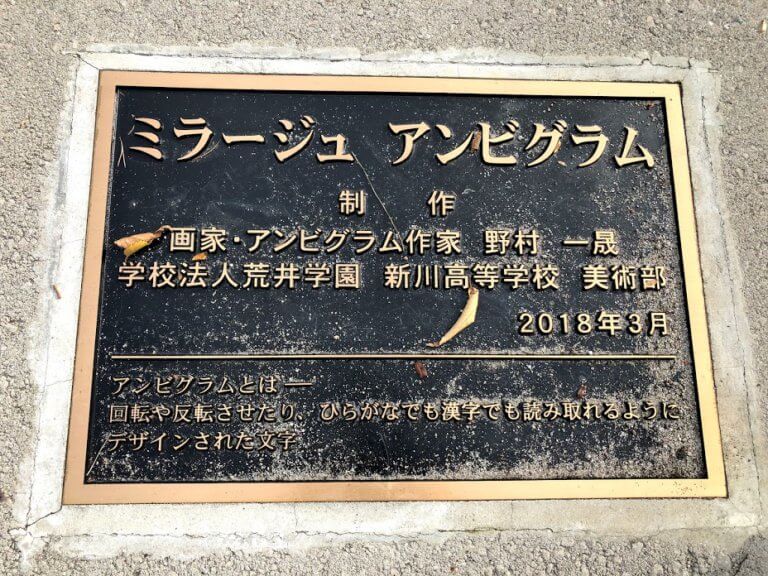 ミラージュ アンビグラム
制 作
画家・アンビグラム作家 野村 一晟
学校法人荒井学園 新川高等学校 美術部
2018年3月
アンビグラムとは ―
回転や反転させたり、ひらがなでも漢字でも読み取れるように
デザインされた文字